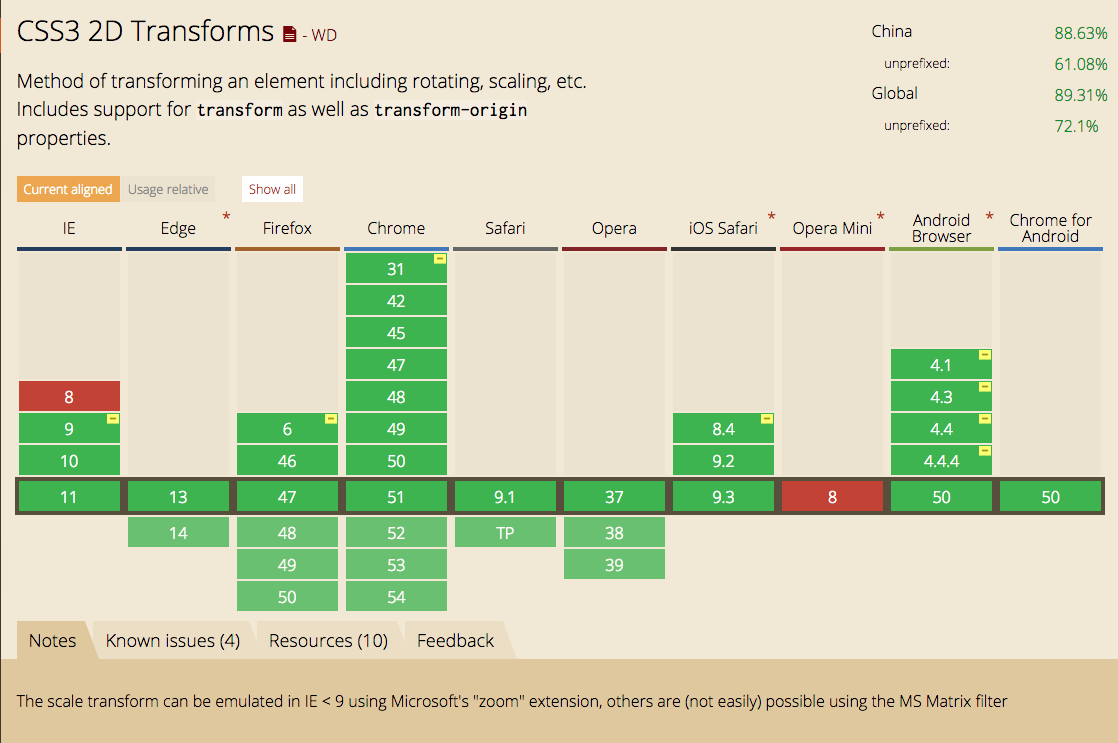 CSS3 2D Transforms - WD
Method of transforming an element including rotating, scaling, etc.
Includes support for transform as well as transform-origin
properties.
China 88.63%
unprefixed: 61.08%
Global 89.31%
unprefixed: 72.1%
Current aligned Usage relative Show all
IE Edge * Firefox Chrome Safari Opera iOS Safari * Opera Mini * Android Browser * Chrome for Android
31
42
45
47 4.1
8 48 4.3
9 6 49 8.4 4.4
10 46 50 9.2 4.4.4
11 13 47 51 9.1 37 9.3 8 50 50
14 48 52 TP 38
49 53 39
50 54
Notes Known issues (4) Resources (10) Feedback
The scale transform can be emulated in IE < 9 using Microsoft's "zoom" extension, others are (not easily) possible using the MS Matrix filter